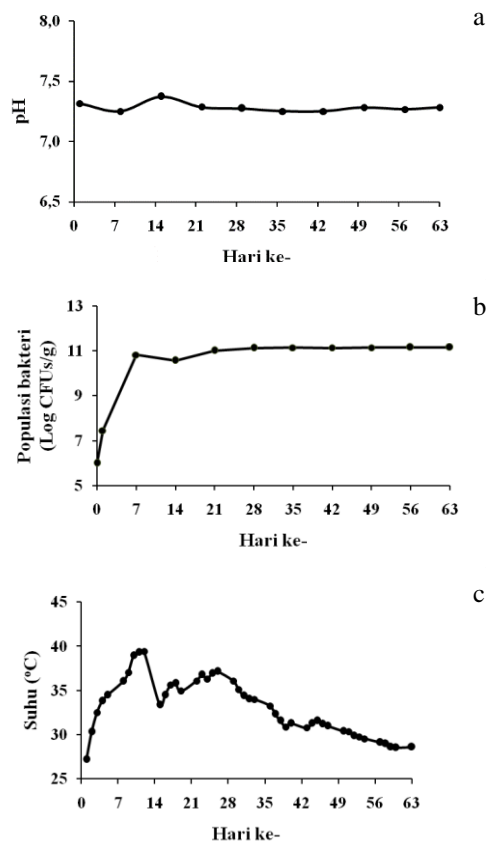 a
8,0
7,5
pH
7,0
6,5
0 7 14 21 28 35 42 49 56 63
Hari ke-
b
13
11
9
7
5
Populasi bakteri
(Log CFUs/g)
0 7 14 21 28 35 42 49 56 63
Hari ke-
c
45
40
35
30
25
Suhu (°C)
0 7 14 21 28 35 42 49 56 63
Hari ke-